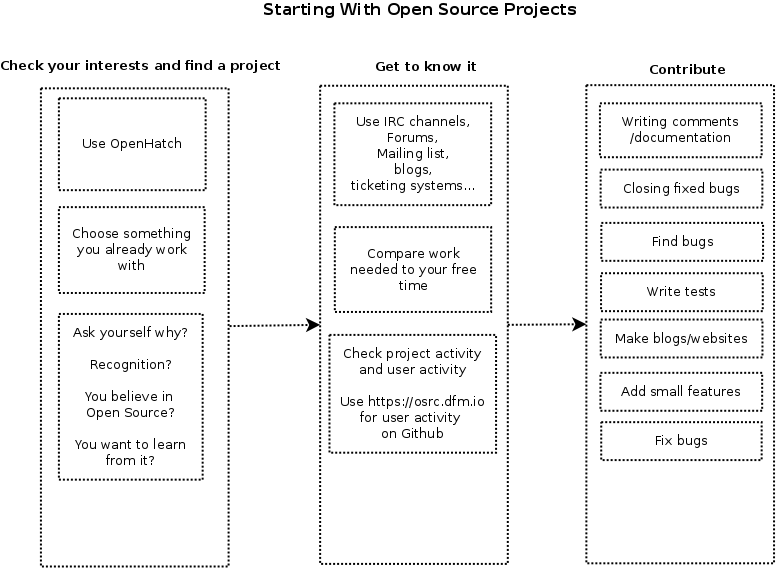 Starting With Open Source Projects
Check your interests and find a project
Use OpenHatch
Choose something
you already work
with
Ask yourself why?
Recognition?
You believe in
Open Source?
You want to learn
from it?
Get to know it
Use IRC channels,
Forums,
Mailing list,
blogs,
ticketing systems...
Compare work
needed to your free
time
Check project activity
and user activity
Use https://osrc.dfm.io
for user activity
on Github
Contribute
Writing comments
/documentation
Closing fixed bugs
Find bugs
Write tests
Make blogs/websites
Add small features
Fix bugs